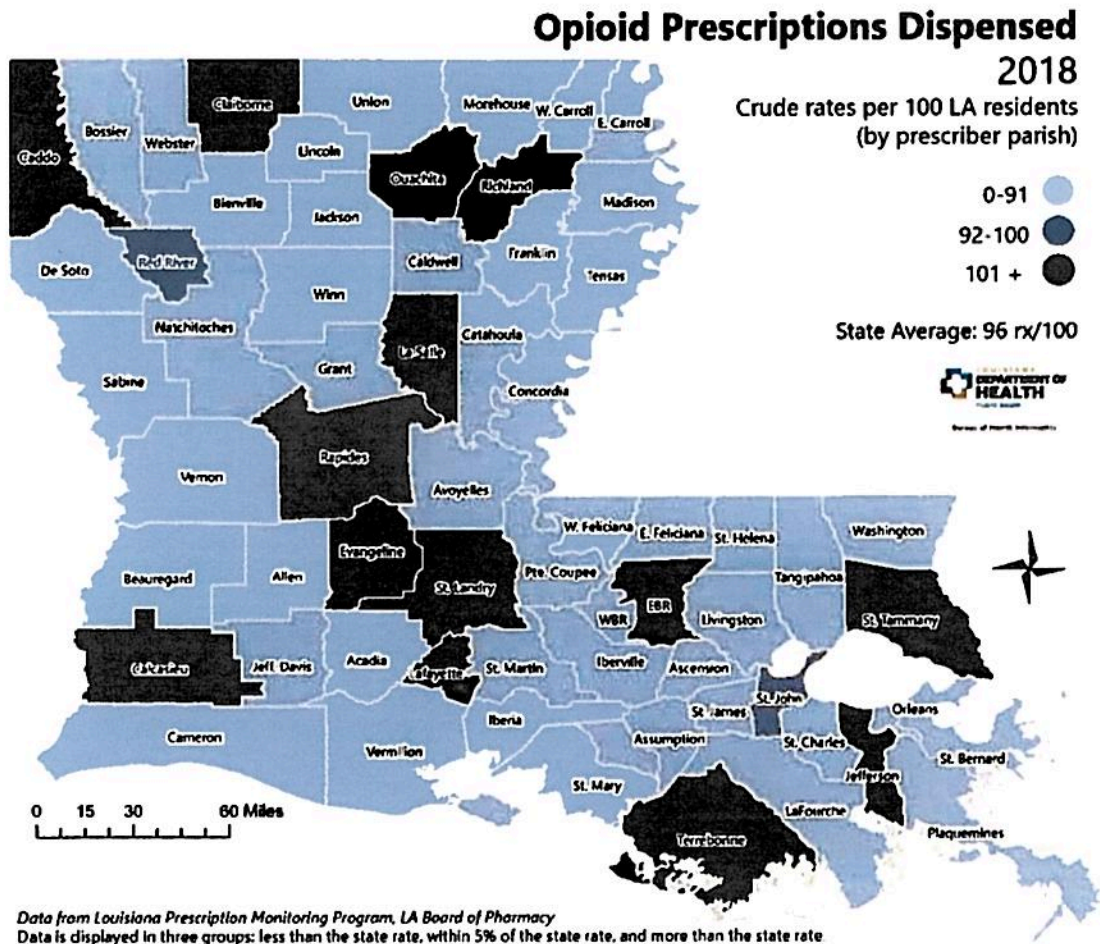 Opioid Prescriptions Dispensed
2018
Crude rates per 100 LA residents
(by prescriber parish)
0-91
92-100
101 +
State Average: 96 rx/100
LOUISIANA
DEPARTMENT OF
HEALTH
Bureau of Health Informatics
Caddo
Bossier
Webster
Claiborne
Union
Morehouse
W. Carroll
E. Carroll
Lincoln
Ouachita
Richland
Madison
Bienville
Jackson
De Soto
Red River
Caldwell
Franklin
Tensas
Winn
Natchitoches
Sabine
Grant
La Salle
Catahoula
Concordia
Vernon
Rapides
Avoyelles
W. Feliciana
E. Feliciana
St. Helena
Washington
Beauregard
Allen
Evangeline
St. Landry
Pte. Coupee
EBR
WBR
Livingston
Tangipahoa
St. Tammany
Calcasieu
Jeff. Davis
Acadia
Lafayette
St. Martin
Iberville
Ascension
St. John
St James
Orleans
Cameron
Vermilion
Iberia
Assumption
St. Charles
Jefferson
St. Bernard
St. Mary
LaFourche
Terrebonne
Plaquemines
0 15 30 60 Miles
Data from Louisiana Prescription Monitoring Program, LA Board of Pharmacy
Data is displayed in three groups: less than the state rate, within 5% of the state rate, and more than the state rate